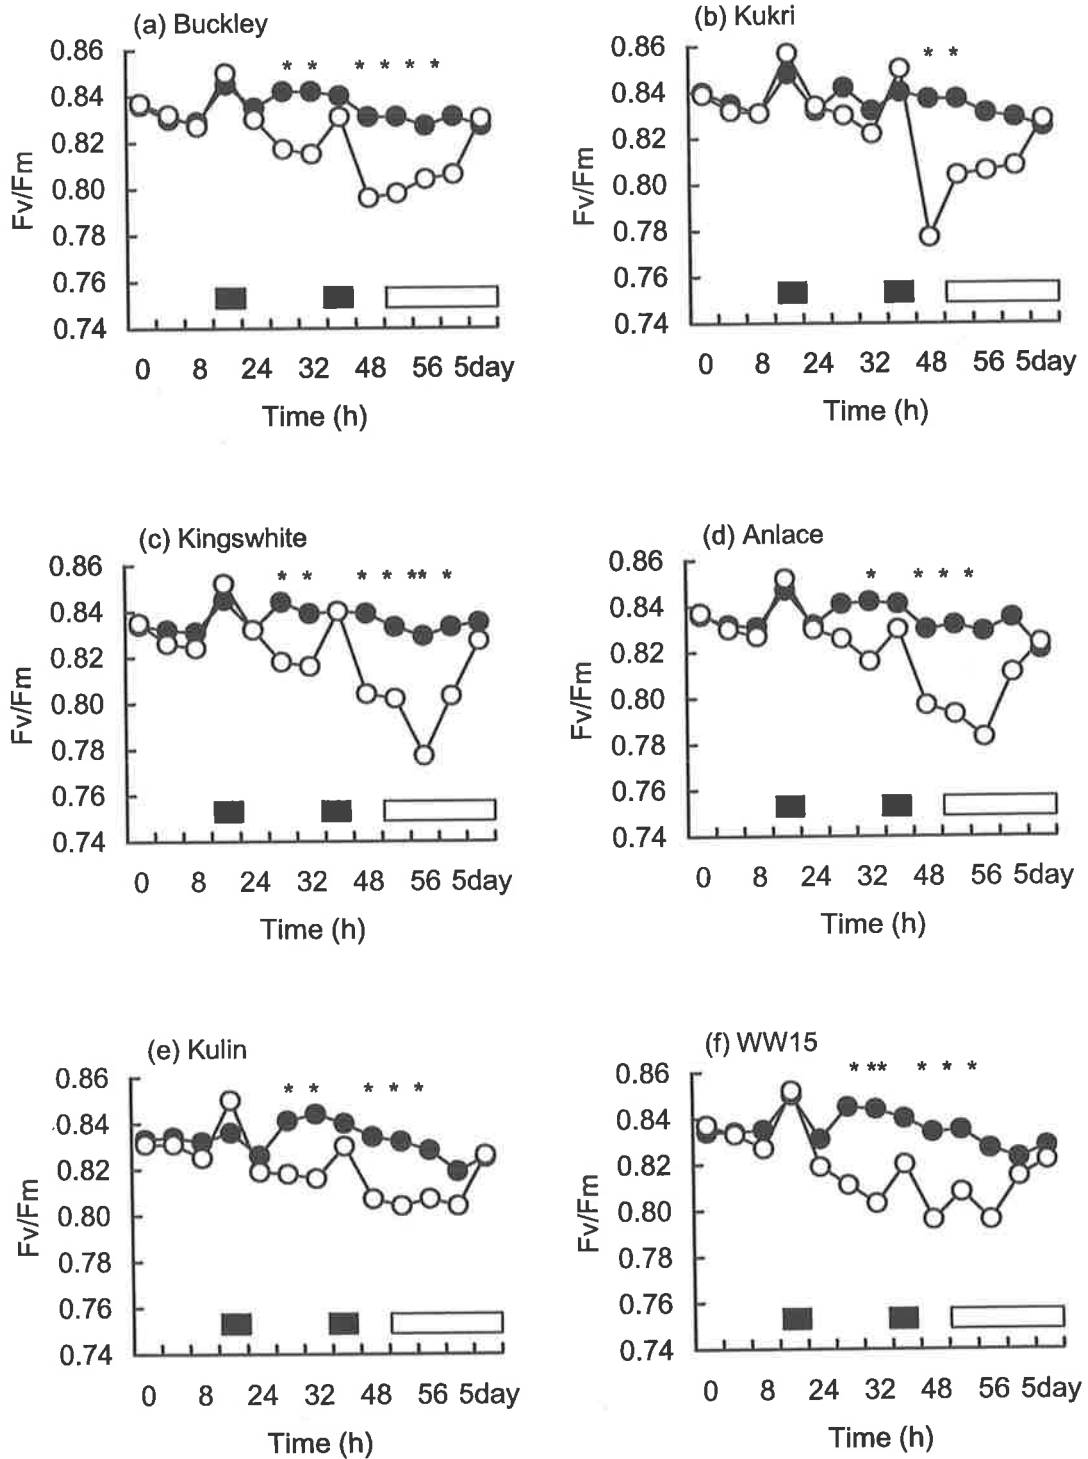 (a) Buckley
* * * * * *
0.86
0.84
0.82
0.80
0.78
0.76
0.74
Fv/Fm
0 8 24 32 48 56 5day
Time (h)
(b) Kukri
* *
0.86
0.84
0.82
0.80
0.78
0.76
0.74
Fv/Fm
0 8 24 32 48 56 5day
Time (h)
(c) Kingswhite
* * * * ** *
0.86
0.84
0.82
0.80
0.78
0.76
0.74
Fv/Fm
0 8 24 32 48 56 5day
Time (h)
(d) Anlace
* * * *
0.86
0.84
0.82
0.80
0.78
0.76
0.74
Fv/Fm
0 8 24 32 48 56 5day
Time (h)
(e) Kulin
* * * * *
0.86
0.84
0.82
0.80
0.78
0.76
0.74
Fv/Fm
0 8 24 32 48 56 5day
Time (h)
(f) WW15
* ** * * *
0.86
0.84
0.82
0.80
0.78
0.76
0.74
Fv/Fm
0 8 24 32 48 56 5day
Time (h)